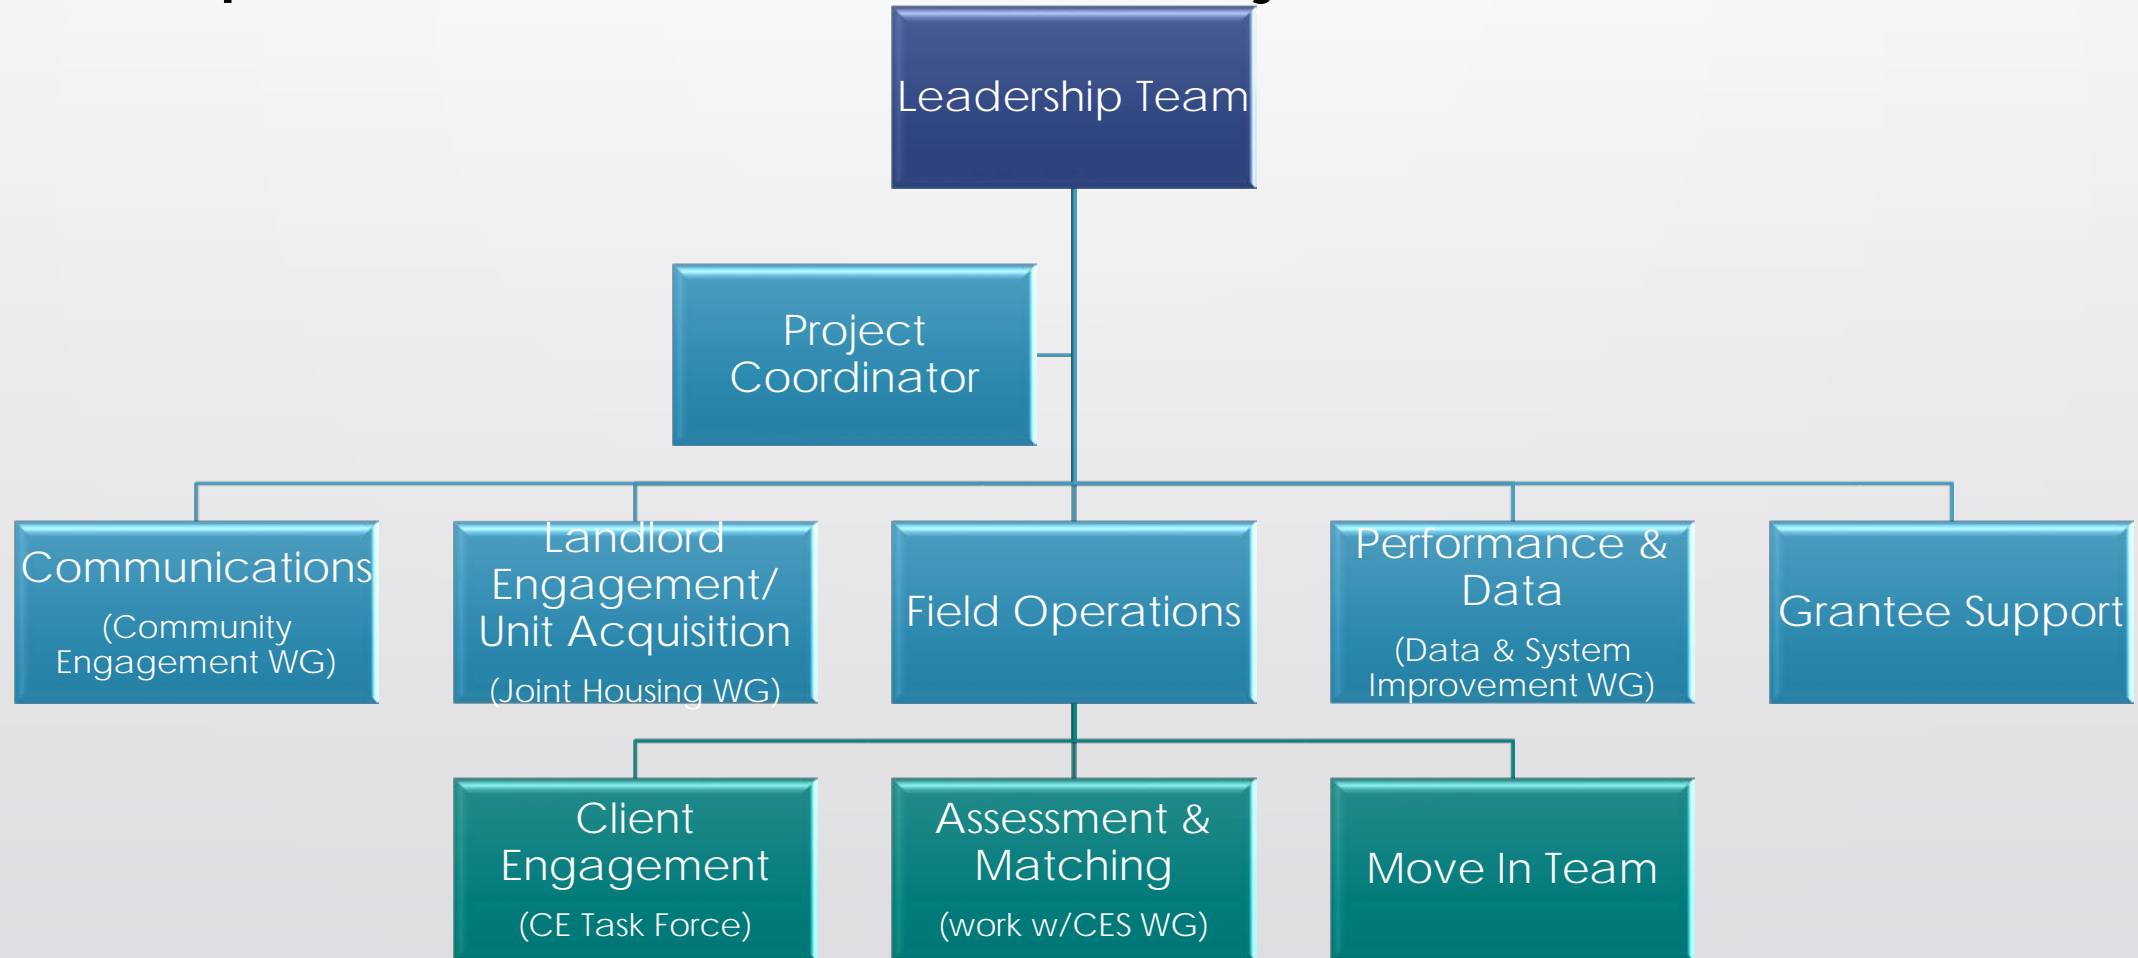 Leadership Team
Project
Coordinator
Communications
(Community
Engagement WG)
Landlord
Engagement/
Unit Acquisition
(Joint Housing WG)
Field Operations
Performance &
Data
(Data & System
Improvement WG)
Grantee Support
Client
Engagement
(CE Task Force)
Assessment &
Matching
(work w/CES WG)
Move In Team